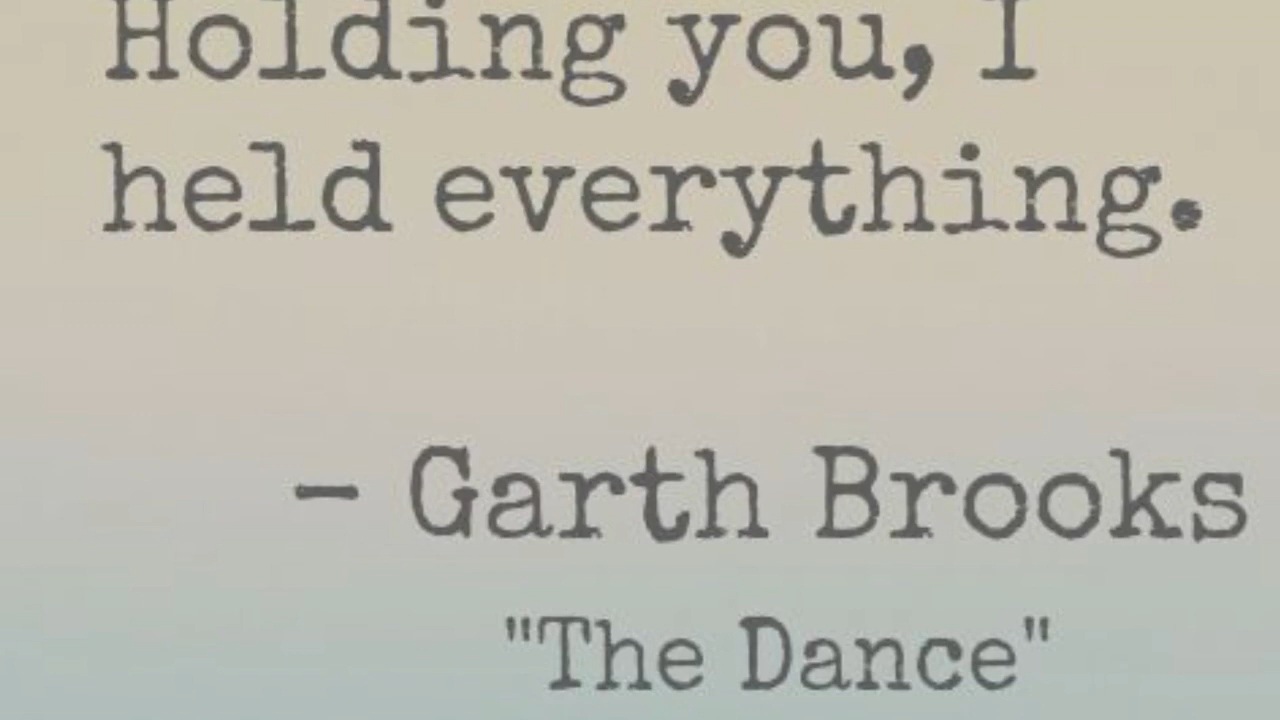 Holding you, I
held everything.
- Garth Brooks
"The Dance"